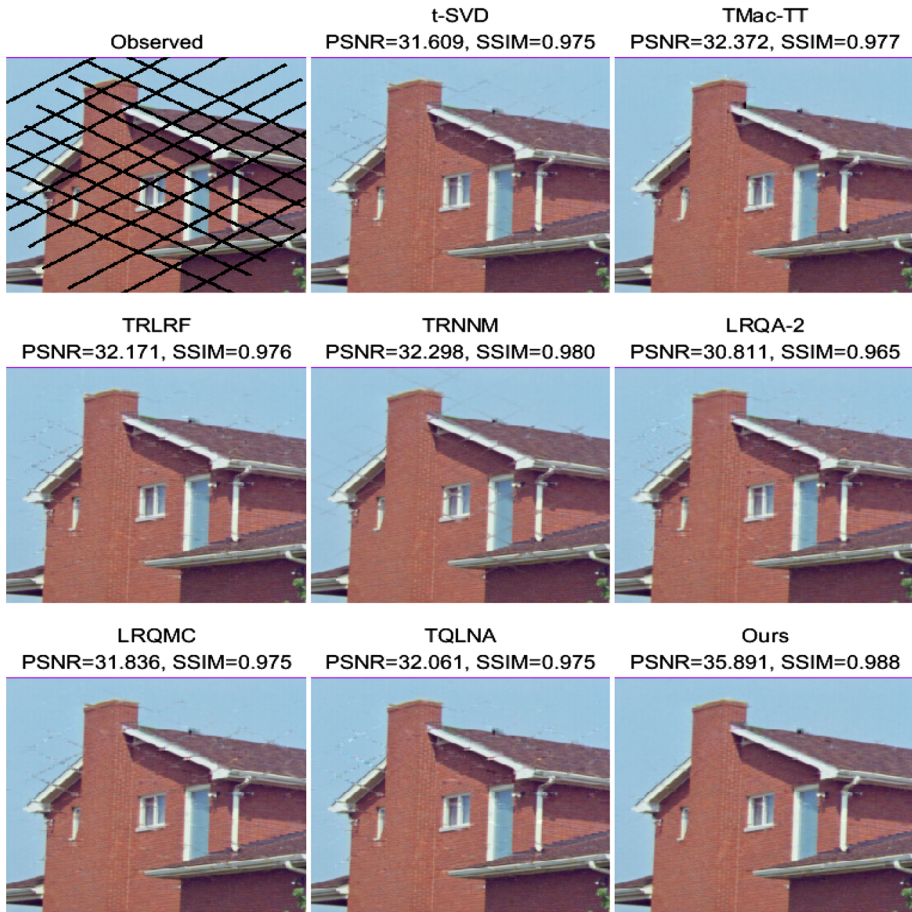 Observed
t-SVD
PSNR=31.609, SSIM=0.975
TMac-TT
PSNR=32.372, SSIM=0.977
TRLRF
PSNR=32.171, SSIM=0.976
TRNNM
PSNR=32.298, SSIM=0.980
LRQA-2
PSNR=30.811, SSIM=0.965
LRQMC
PSNR=31.836, SSIM=0.975
TQLNA
PSNR=32.061, SSIM=0.975
Ours
PSNR=35.891, SSIM=0.988